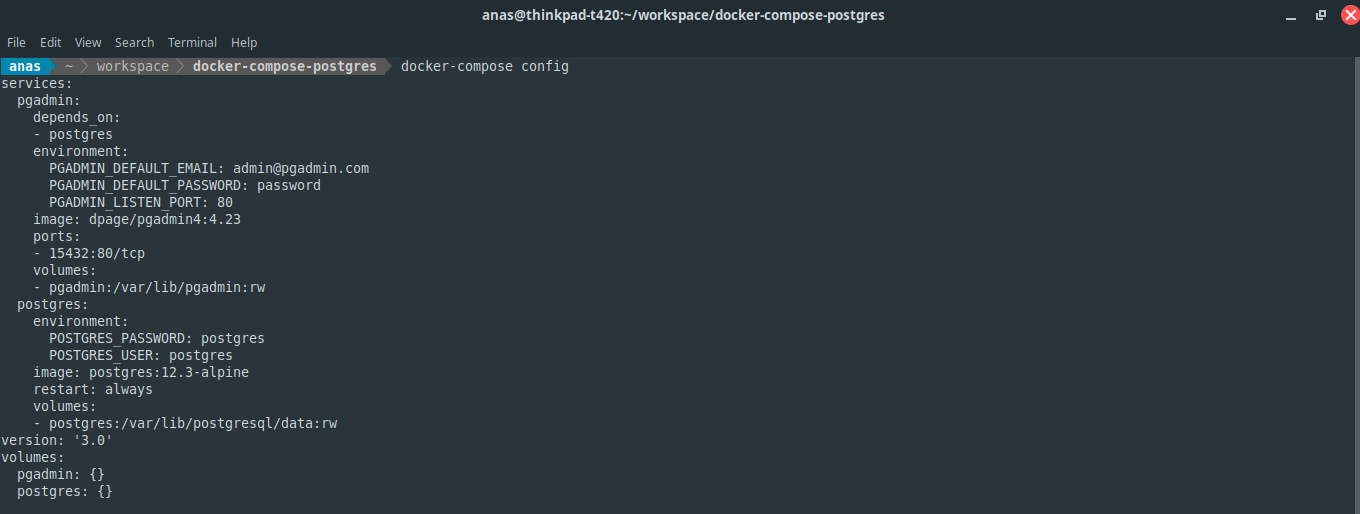 anas@thinkpad-t420:~/workspace/docker-compose-postgres
File Edit View Search Terminal Help
anas ~ workspace docker-compose-postgres docker-compose config
services:
  pgadmin:
    depends_on:
    - postgres
    environment:
      PGADMIN_DEFAULT_EMAIL: admin@pgadmin.com
      PGADMIN_DEFAULT_PASSWORD: password
      PGADMIN_LISTEN_PORT: 80
    image: dpage/pgadmin4:4.23
    ports:
    - 15432:80/tcp
    volumes:
    - pgadmin:/var/lib/pgadmin:rw
  postgres:
    environment:
      POSTGRES_PASSWORD: postgres
      POSTGRES_USER: postgres
    image: postgres:12.3-alpine
    restart: always
    volumes:
    - postgres:/var/lib/postgresql/data:rw
version: '3.0'
volumes:
  pgadmin: {}
  postgres: {}